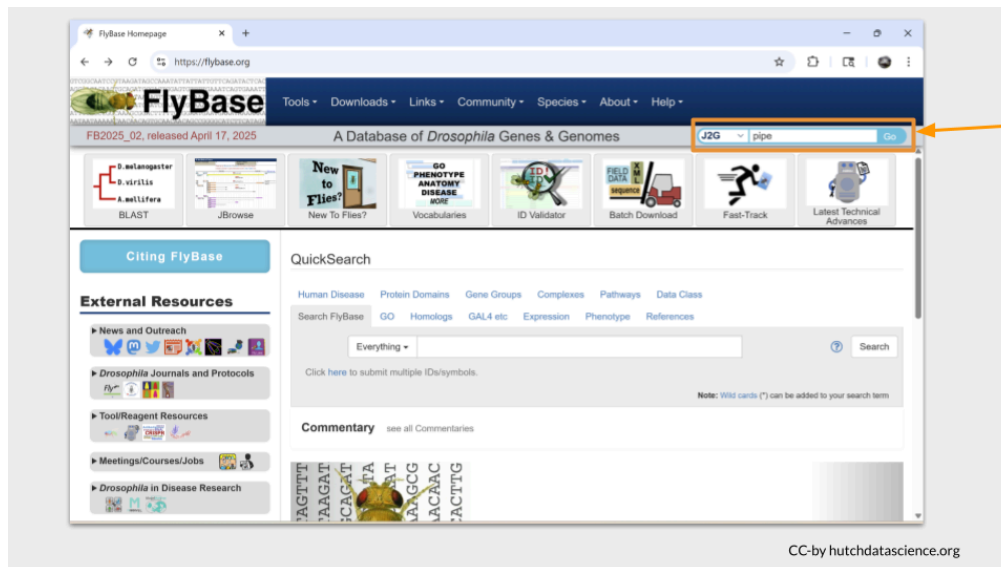 FlyBase Homepage
https://flybase.org
FlyBase
Tools Downloads Links Community Species About Help
FB2025_02, released April 17, 2025
A Database of Drosophila Genes & Genomes
J2G pipe Go
D.melanogaster
D.virilis
A.mellifera
BLAST
JBrowse
New
to
Flies?
New To Flies?
GO
PHENOTYPE
ANATOMY
DISEASE
MORE
Vocabularies
ID Validator
FIELD
DATA
XML
sequence
Batch Download
Fast-Track
Latest Technical
Advances
Citing FlyBase
External Resources
News and Outreach
Drosophila Journals and Protocols
Tool/Reagent Resources
Meetings/Courses/Jobs
Drosophila in Disease Research
QuickSearch
Human Disease Protein Domains Gene Groups Complexes Pathways Data Class
Search FlyBase GO Homologs GAL4 etc Expression Phenotype References
Everything Search
Click here to submit multiple IDs/symbols.
Note: Wild cards (*) can be added to your search term
Commentary see all Commentaries
CC-by hutchdatascience.org